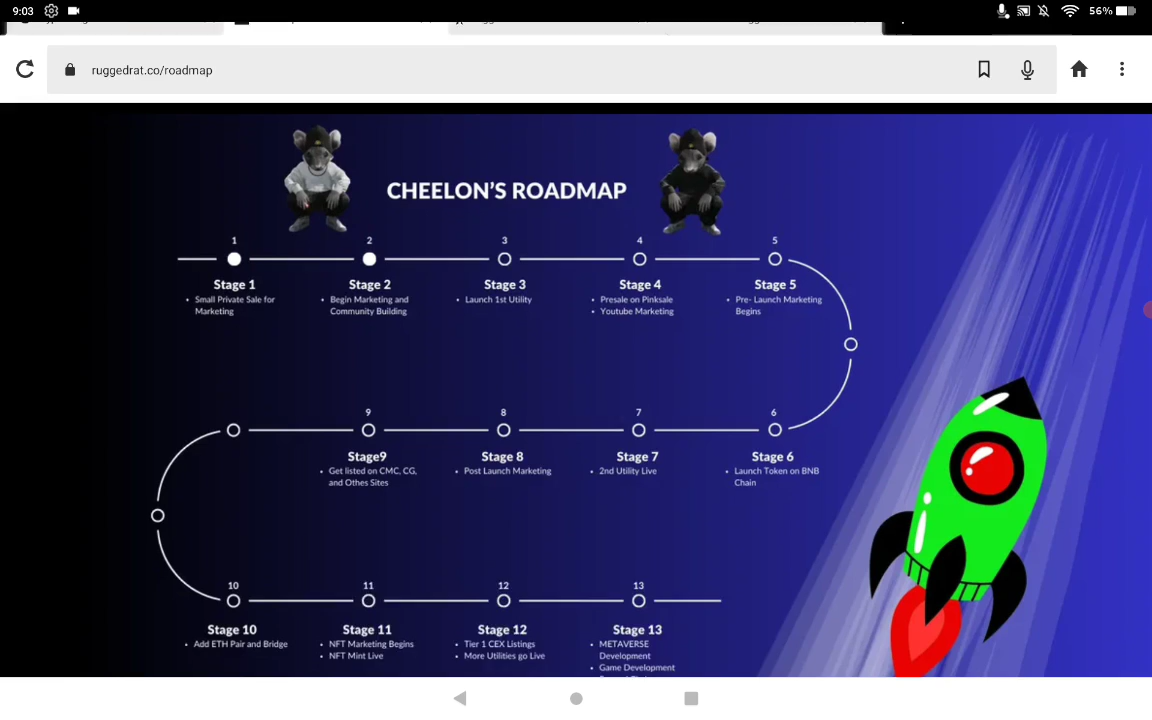 9:03
56%
ruggedrat.co/roadmap
CHEELON'S ROADMAP
1 2 3 4 5
Stage 1
• Small Private Sale for
Marketing
Stage 2
• Begin Marketing and
Community Building
Stage 3
• Launch 1st Utility
Stage 4
• Presale on Pinksale
• Youtube Marketing
Stage 5
• Pre- Launch Marketing
Begins
9 8 7 6
Stage9
• Get listed on CMC, CG,
and Othes Sites
Stage 8
• Post Launch Marketing
Stage 7
• 2nd Utility Live
Stage 6
• Launch Token on BNB
Chain
10 11 12 13
Stage 10
• Add ETH Pair and Bridge
Stage 11
• NFT Marketing Begins
• NFT Mint Live
Stage 12
• Tier 1 CEX Listings
• More Utilities go Live
Stage 13
• METAVERSE
Development
• Game Development